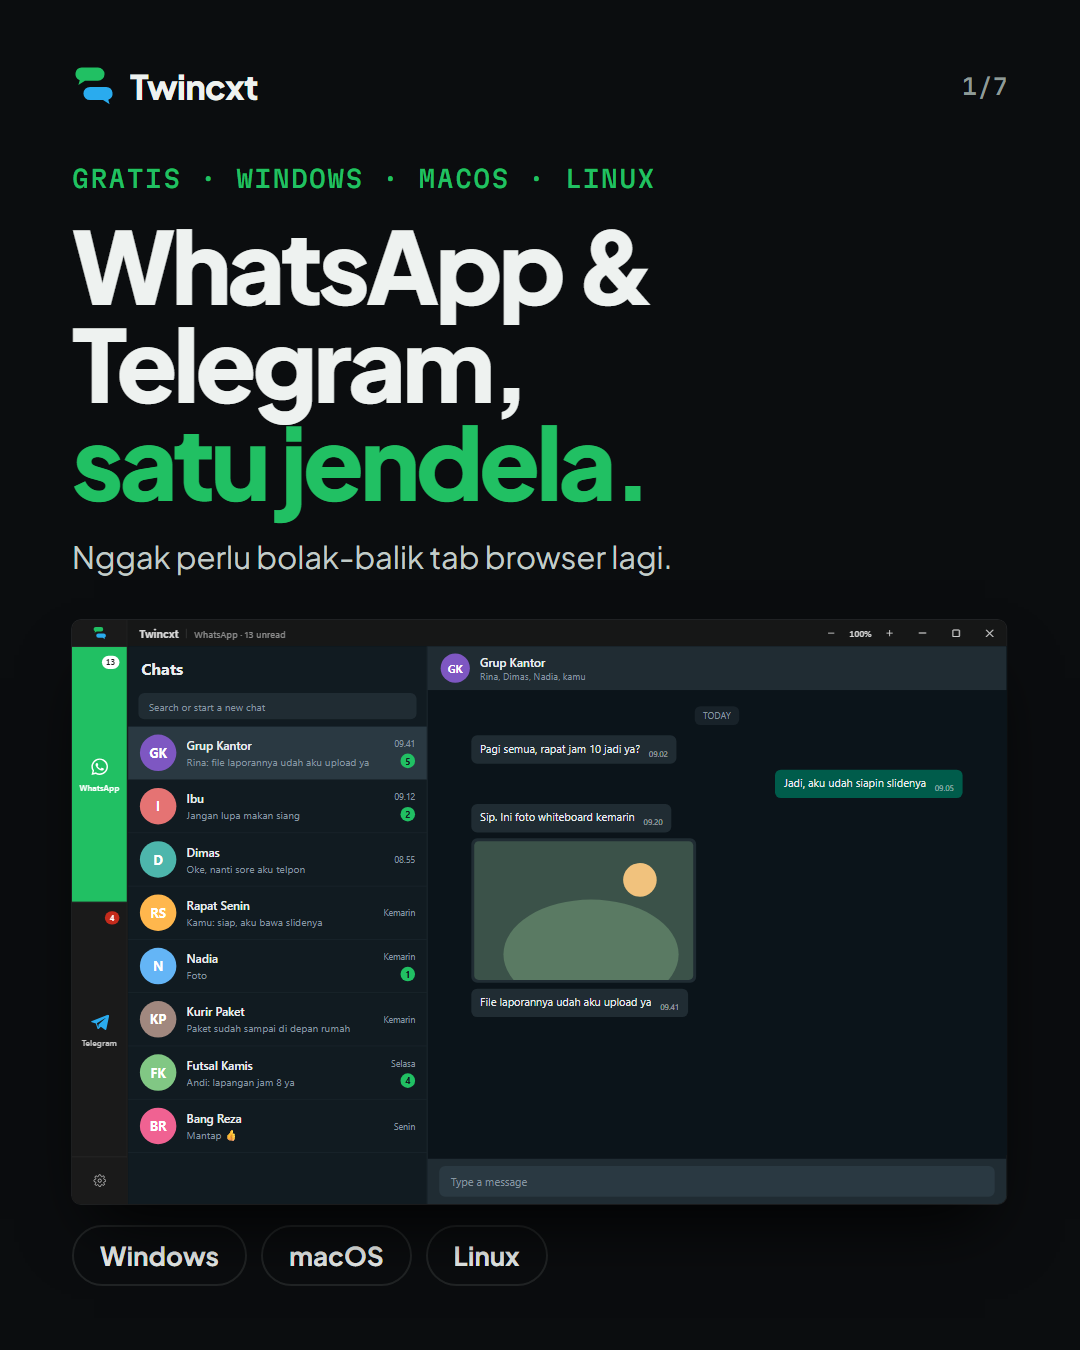 Twincxt
1/7
GRATIS · WINDOWS · MACOS · LINUX
WhatsApp &
Telegram,
satu jendela.
Nggak perlu bolak-balik tab browser lagi.
Twincxt | WhatsApp · 13 unread
− 100% +
13
WhatsApp
4
Telegram
Chats
Search or start a new chat
GK
Grup Kantor
09.41
Rina: file laporannya udah aku upload ya
5
I
Ibu
09.12
Jangan lupa makan siang
2
D
Dimas
08.55
Oke, nanti sore aku telpon
RS
Rapat Senin
Kemarin
Kamu: siap, aku bawa slidenya
N
Nadia
Kemarin
Foto
1
KP
Kurir Paket
Kemarin
Paket sudah sampai di depan rumah
FK
Futsal Kamis
Selasa
Andi: lapangan jam 8 ya
4
BR
Bang Reza
Senin
Mantap 👍
GK
Grup Kantor
Rina, Dimas, Nadia, kamu
TODAY
Pagi semua, rapat jam 10 jadi ya? 09.02
Jadi, aku udah siapin slidenya 09.05
Sip. Ini foto whiteboard kemarin 09.20
File laporannya udah aku upload ya 09.41
Type a message
Windows
macOS
Linux